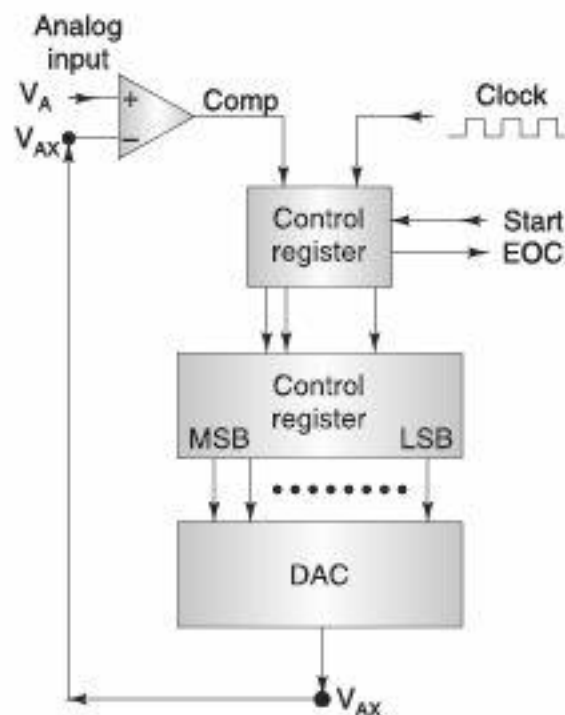 Analog
input
V_A
+
Comp
Clock
V_AX
−
Control
register
Start
EOC
Control
register
MSB
LSB
DAC
V_AX